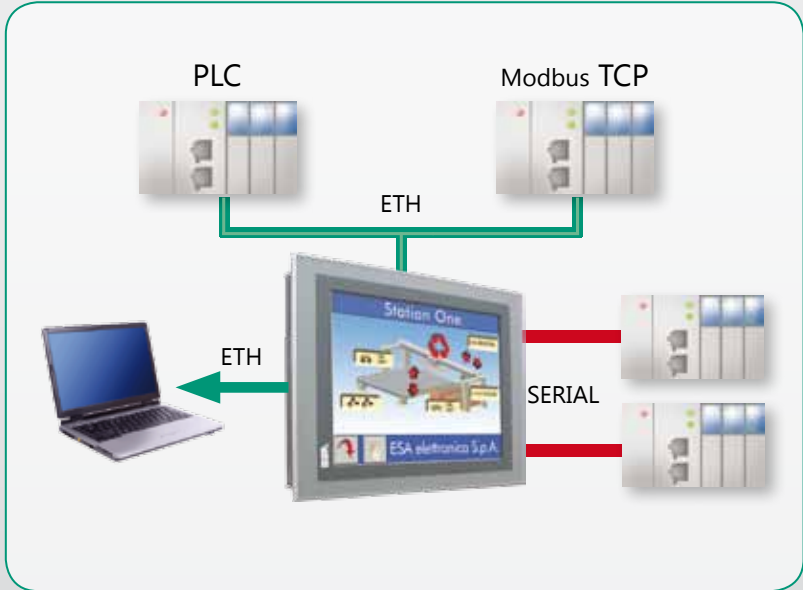 PLC
Modbus TCP
ETH
Station One
ETH
SERIAL
ESA elettronica S.p.A.